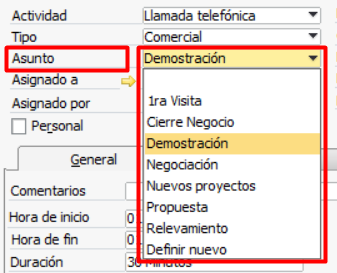 Actividad Llamada telefónica
Tipo Comercial
Asunto Demostración
Asignado a
Asignado por 1ra Visita
Cierre Negocio
Personal Demostración
General Negociación
Comentarios Nuevos proyectos
Propuesta
Hora de inicio 0 Relevamiento
Hora de fin 0 Definir nuevo
Duración 30 Minutos